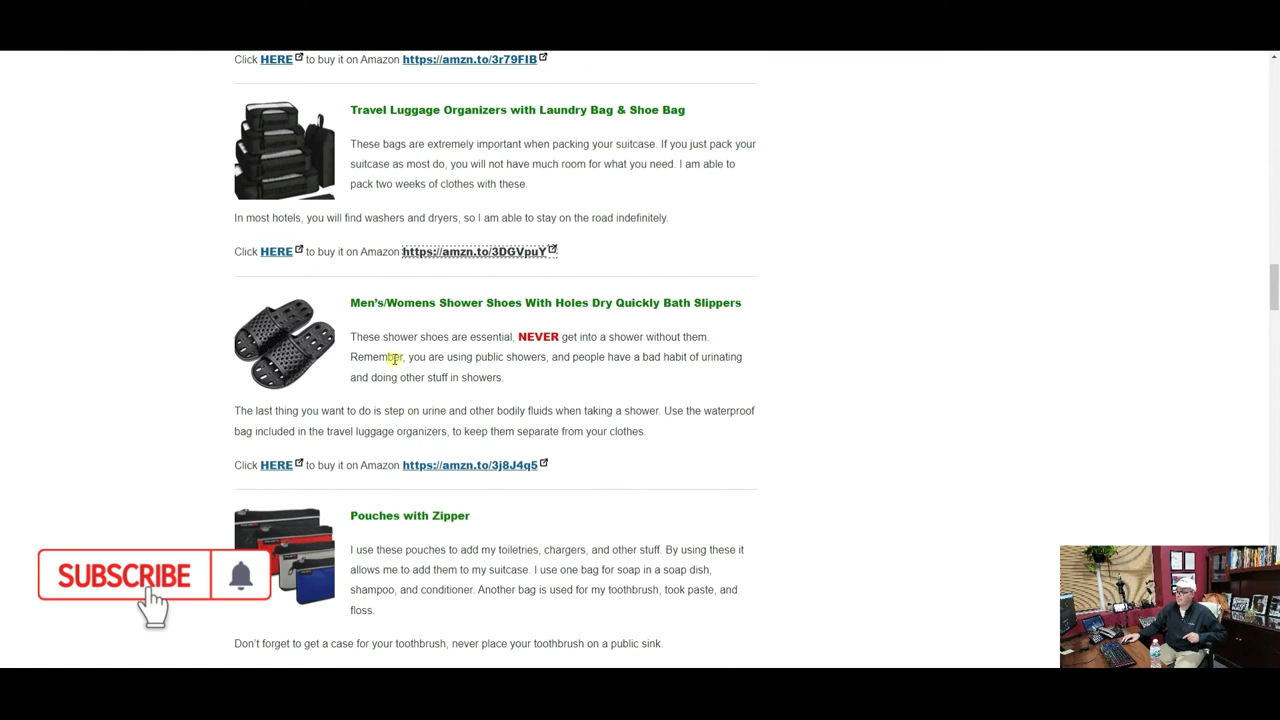 Click HERE to buy it on Amazon https://amzn.to/3r79FIB
Travel Luggage Organizers with Laundry Bag & Shoe Bag
These bags are extremely important when packing your suitcase. If you just pack your
suitcase as most do, you will not have much room for what you need. I am able to
pack two weeks of clothes with these.
In most hotels, you will find washers and dryers, so I am able to stay on the road indefinitely.
Click HERE to buy it on Amazon https://amzn.to/3DGVpuY
Men's/Womens Shower Shoes With Holes Dry Quickly Bath Slippers
These shower shoes are essential, NEVER get into a shower without them.
Remember, you are using public showers, and people have a bad habit of urinating
and doing other stuff in showers.
The last thing you want to do is step on urine and other bodily fluids when taking a shower. Use the waterproof
bag included in the travel luggage organizers, to keep them separate from your clothes.
Click HERE to buy it on Amazon https://amzn.to/3j8J4q5
Pouches with Zipper
I use these pouches to add my toiletries, chargers, and other stuff. By using these it
allows me to add them to my suitcase. I use one bag for soap in a soap dish,
shampoo, and conditioner. Another bag is used for my toothbrush, took paste, and
floss.
Don't forget to get a case for your toothbrush, never place your toothbrush on a public sink.
SUBSCRIBE